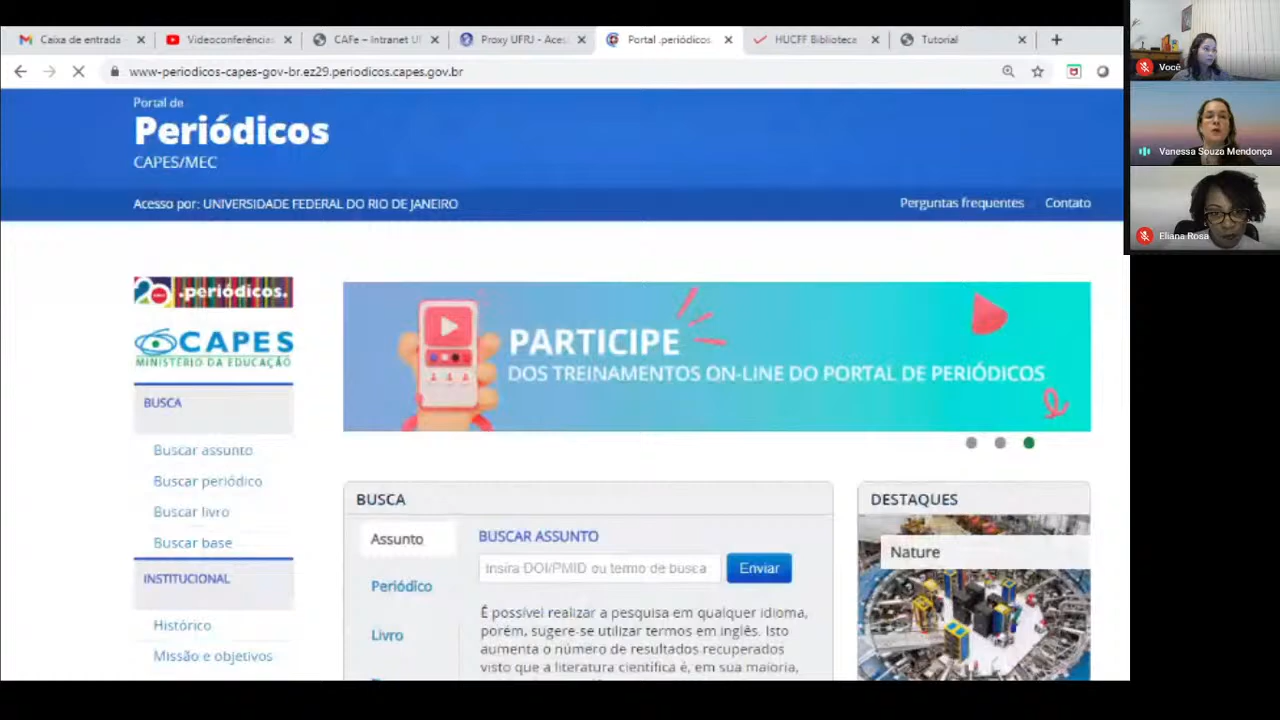 Caixa de entrada
Videoconferências
CAFe – Intranet UF
Proxy UFRJ - Aces
Portal .periódicos.
HUCFF Biblioteca
Tutorial
www-periodicos-capes-gov-br.ez29.periodicos.capes.gov.br
Portal de
Periódicos
CAPES/MEC
Acesso por: UNIVERSIDADE FEDERAL DO RIO DE JANEIRO
Perguntas frequentes
Contato
Você
Vanessa Souza Mendonça
Eliana Rosa
20 .periódicos.
CAPES
MINISTÉRIO DA EDUCAÇÃO
PARTICIPE
DOS TREINAMENTOS ON-LINE DO PORTAL DE PERIÓDICOS
BUSCA
Buscar assunto
Buscar periódico
Buscar livro
Buscar base
INSTITUCIONAL
Histórico
Missão e objetivos
BUSCA
Assunto
Periódico
Livro
BUSCAR ASSUNTO
insira DOI/PMID ou termo de busca
Enviar
É possível realizar a pesquisa em qualquer idioma,
porém, sugere-se utilizar termos em inglês. Isto
aumenta o número de resultados recuperados
visto que a literatura científica é, em sua maioria,
DESTAQUES
Nature